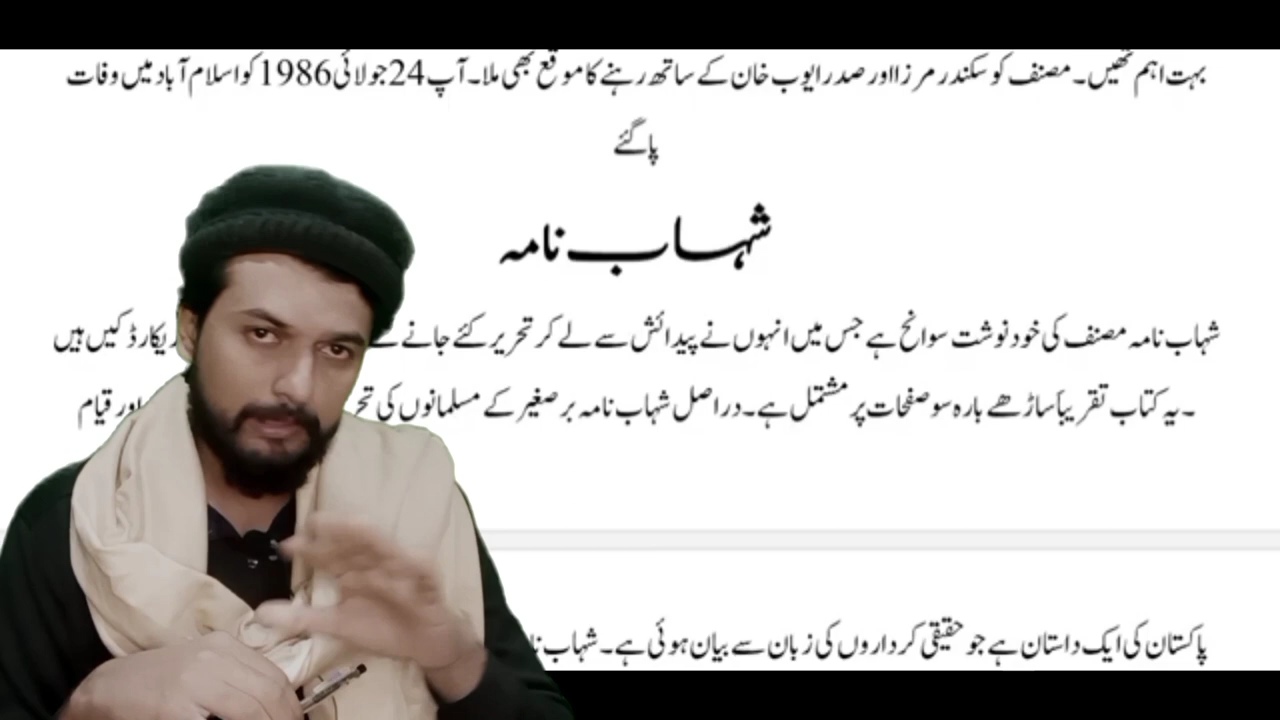 بہت اہم تھیں۔ مصنف کو سکندر مرزا اور صدر ایوب خان کے ساتھ رہنے کا موقع بھی ملا۔ آپ 24 جولائی 1986 کو اسلام آباد میں وفات
پا گئے
شہاب نامہ
شہاب نامہ مصنف کی خود نوشت سوانح ہے جس میں انہوں نے پیدائش سے لے کر تحریر کئے جانے ریکارڈ کیں ہیں
۔ یہ کتاب تقریباً ساڑھے بارہ سو صفحات پر مشتمل ہے۔ دراصل شہاب نامہ برصغیر کے مسلمانوں کی اور قیام
پاکستان کی ایک داستان ہے جو حقیقی کرداروں کی زبان سے بیان ہوئی ہے۔ شہاب